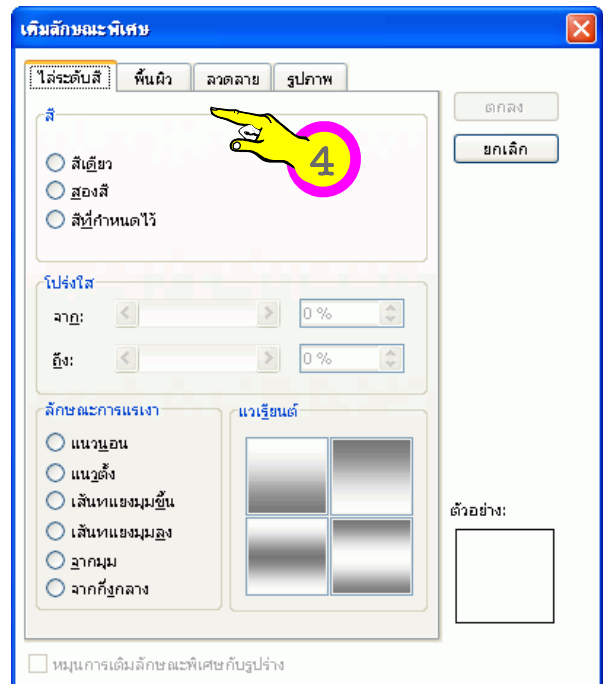 เติมลักษณะพิเศษ
ไล่ระดับสี พื้นผิว ลวดลาย รูปภาพ
สี
ตกลง
ยกเลิก
4
สีเดียว
สองสี
สีที่กำหนดไว้
โปร่งใส
จาก: 0 %
ถึง: 0 %
ลักษณะการแรเงา
แวเรียนต์
แนวนอน
แนวตั้ง
เส้นทแยงมุมขึ้น
เส้นทแยงมุมลง
จากมุม
จากกึ่งกลาง
ตัวอย่าง:
หมุนการเติมลักษณะพิเศษกับรูปร่าง